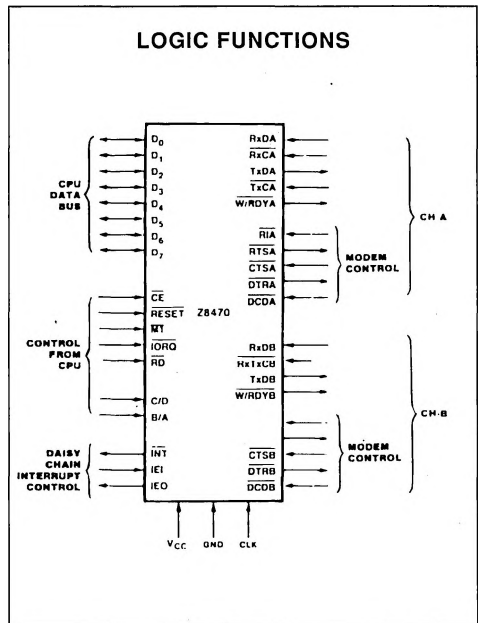 LOGIC FUNCTIONS
CPU
DATA
BUS
D0
D1
D2
D3
D4
D5
D6
D7
CONTROL
FROM
CPU
CE
RESET
M1
IORQ
RD
C/D
B/A
DAISY
CHAIN
INTERRUPT
CONTROL
INT
IEI
IEO
Z8470
RxDA
RxCA
TxDA
TxCA
W/RDYA
RIA
RTSA
CTSA
DTRA
DCDA
MODEM
CONTROL
CH-A
RxDB
RxTxCB
TxDB
W/RDYB
CTSB
DTRB
DCDB
MODEM
CONTROL
CH-B
VCC
GND
CLK